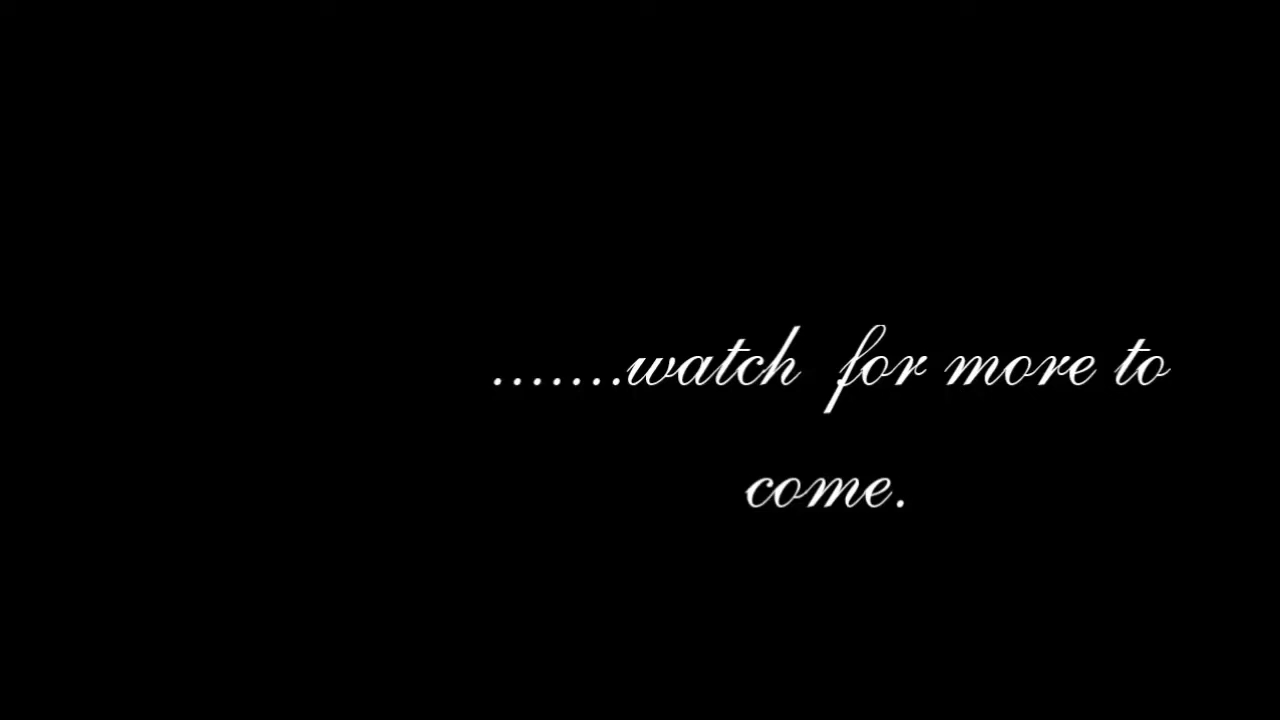 .......watch for more to
come.